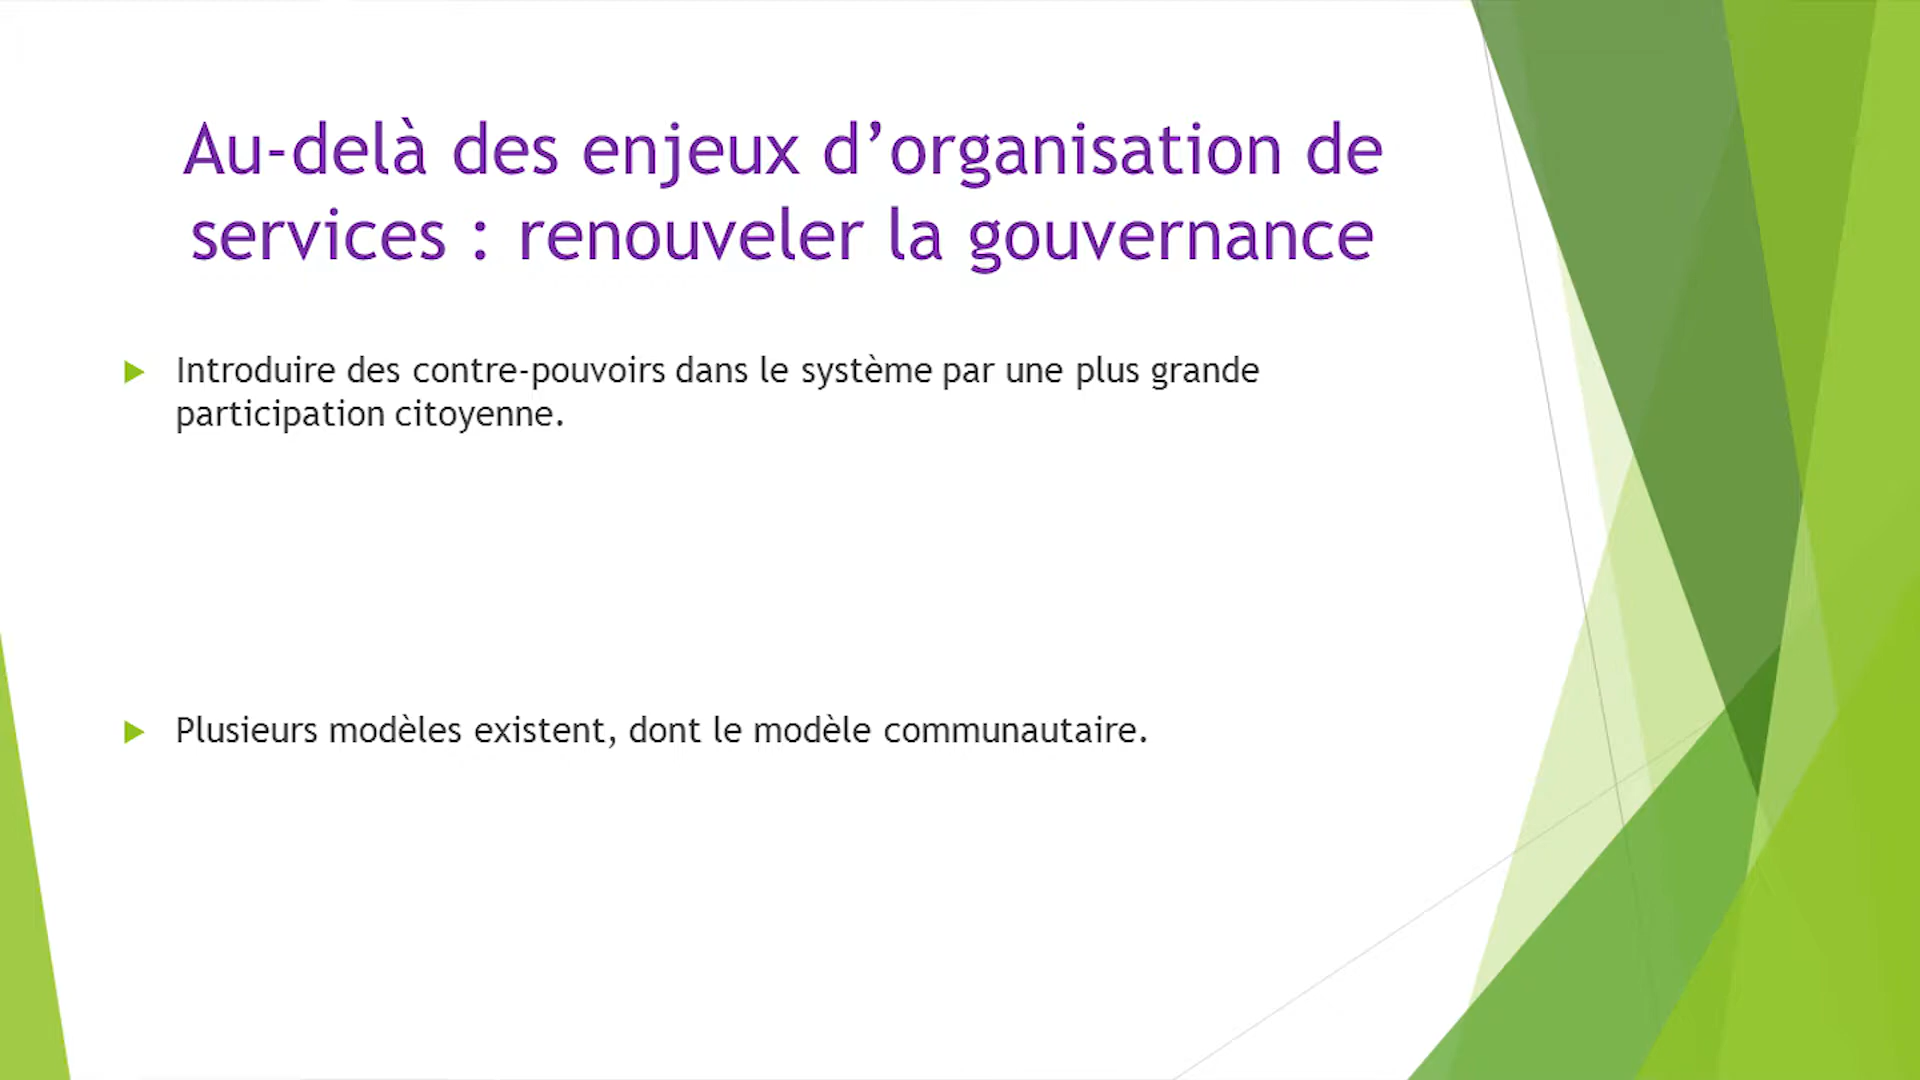 Au-delà des enjeux d’organisation de
services : renouveler la gouvernance
Introduire des contre-pouvoirs dans le système par une plus grande
participation citoyenne.
Plusieurs modèles existent, dont le modèle communautaire.